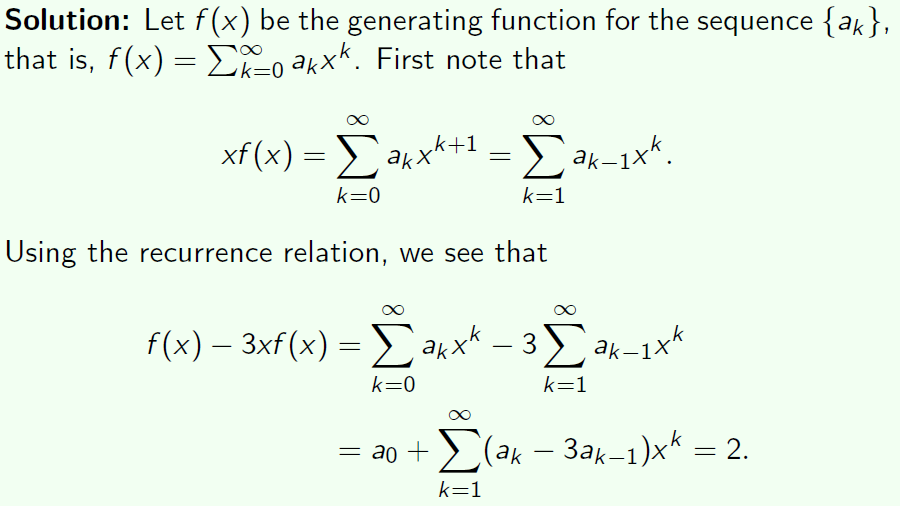 Solution: Let f(x) be the generating function for the sequence {a_k},
that is, f(x) = ∑_{k=0}^{∞} a_k x^k. First note that
xf(x) = ∑_{k=0}^{∞} a_k x^{k+1} = ∑_{k=1}^{∞} a_{k−1} x^k.
Using the recurrence relation, we see that
f(x) − 3xf(x) = ∑_{k=0}^{∞} a_k x^k − 3 ∑_{k=1}^{∞} a_{k−1} x^k
= a_0 + ∑_{k=1}^{∞} (a_k − 3a_{k−1})x^k = 2.